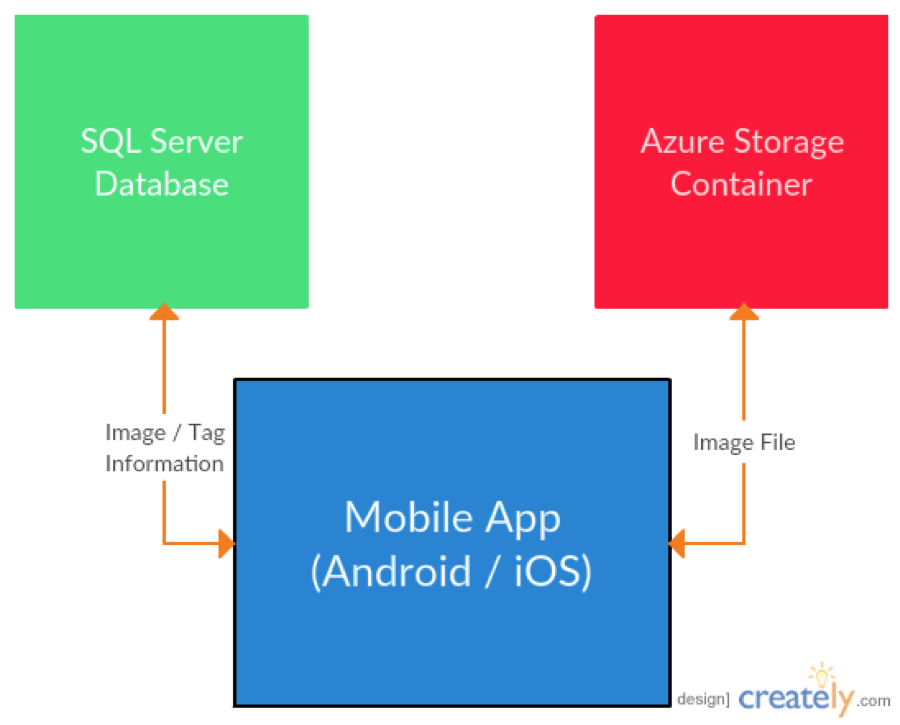 SQL Server
Database
Azure Storage
Container
Image / Tag
Information
Image File
Mobile App
(Android / iOS)
design] creately.com